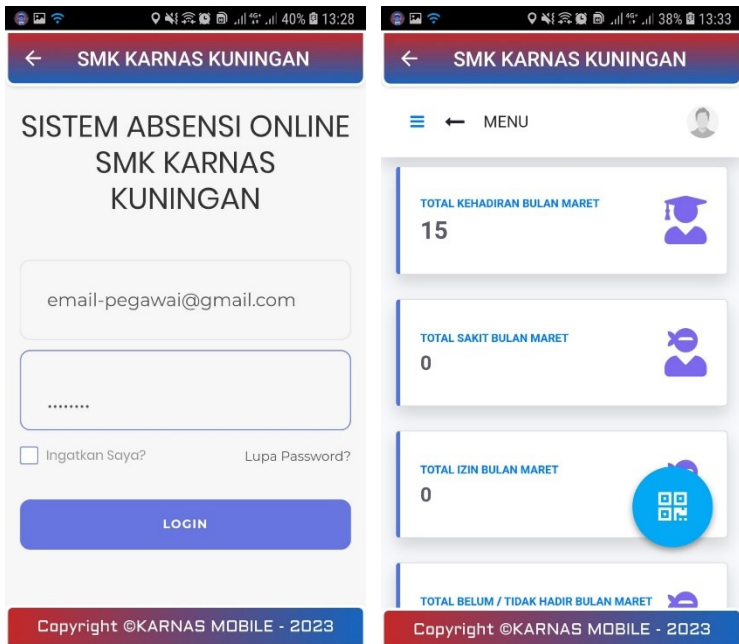 40% 13:28
SMK KARNAS KUNINGAN
SISTEM ABSENSI ONLINE
SMK KARNAS
KUNINGAN
email-pegawai@gmail.com
........
Ingatkan Saya?
Lupa Password?
LOGIN
Copyright ©KARNAS MOBILE - 2023
38% 13:33
SMK KARNAS KUNINGAN
MENU
TOTAL KEHADIRAN BULAN MARET
15
TOTAL SAKIT BULAN MARET
0
TOTAL IZIN BULAN MARET
0
TOTAL BELUM / TIDAK HADIR BULAN MARET
Copyright ©KARNAS MOBILE - 2023